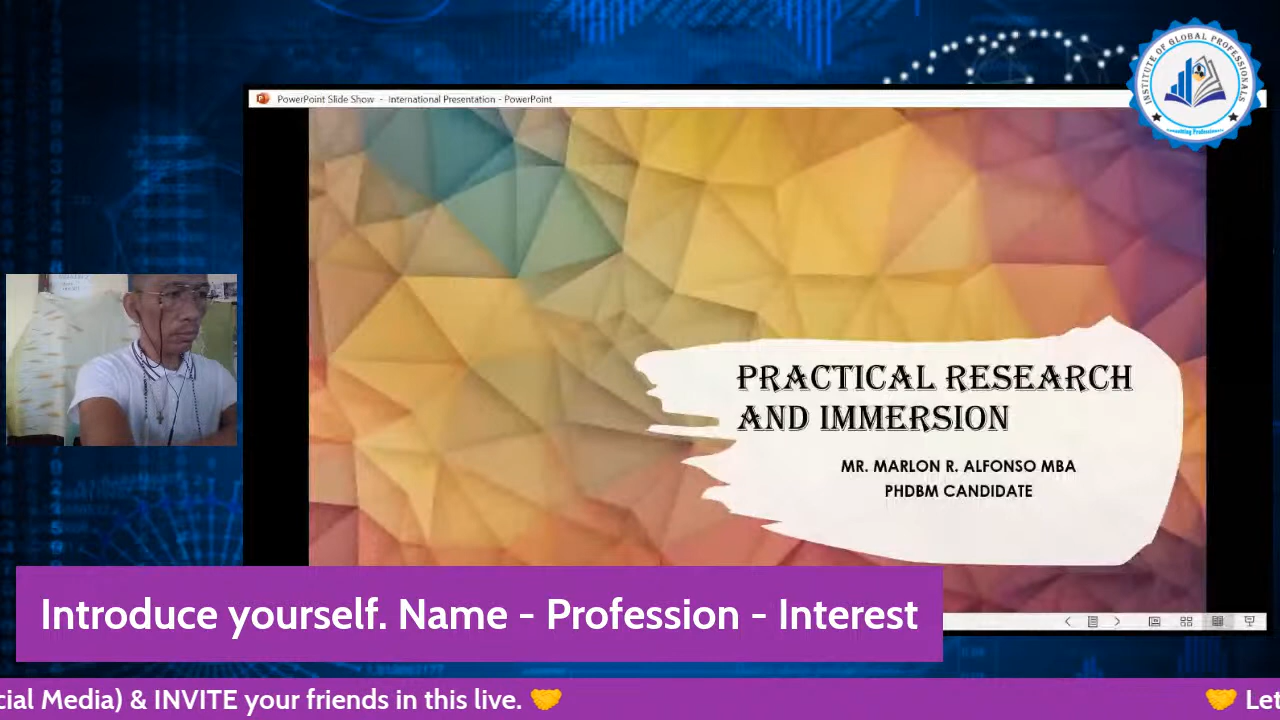 INSTITUTE OF GLOBAL PROFESSIONALS
PowerPoint Slide Show - International Presentation - PowerPoint
PRACTICAL RESEARCH
AND IMMERSION
MR. MARLON R. ALFONSO MBA
PHDBM CANDIDATE
Introduce yourself. Name - Profession - Interest
cial Media) & INVITE your friends in this live. 🤝 🤝 Let